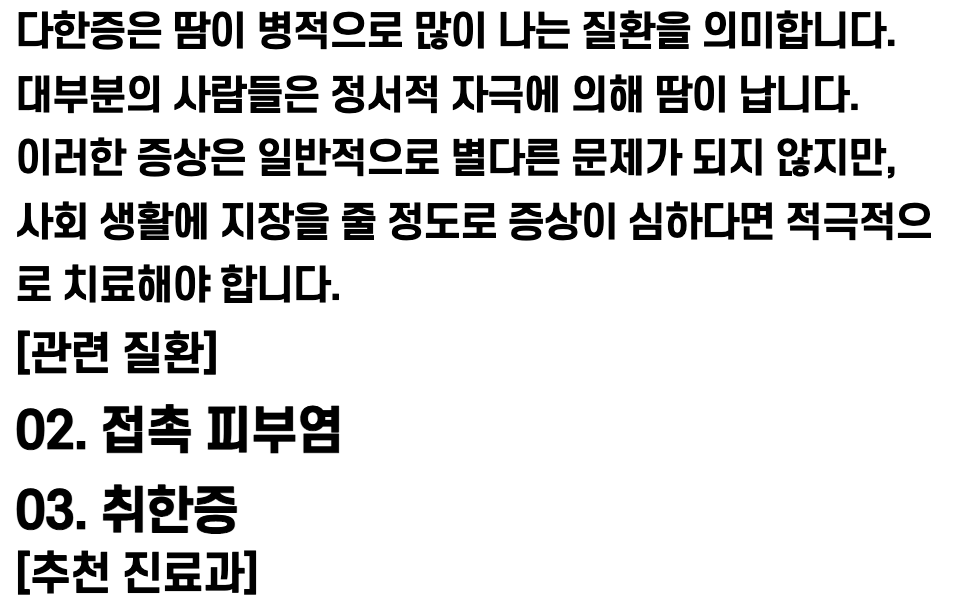 다한증은 땀이 병적으로 많이 나는 질환을 의미합니다.
대부분의 사람들은 정서적 자극에 의해 땀이 납니다.
이러한 증상은 일반적으로 별다른 문제가 되지 않지만,
사회 생활에 지장을 줄 정도로 증상이 심하다면 적극적으
로 치료해야 합니다.
[관련 질환]
02. 접촉 피부염
03. 취한증
[추천 진료과]